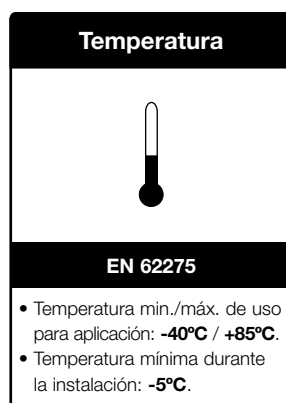 Temperatura
EN 62275
• Temperatura min./máx. de uso
para aplicación: -40ºC / +85ºC.
• Temperatura mínima durante
la instalación: -5ºC.